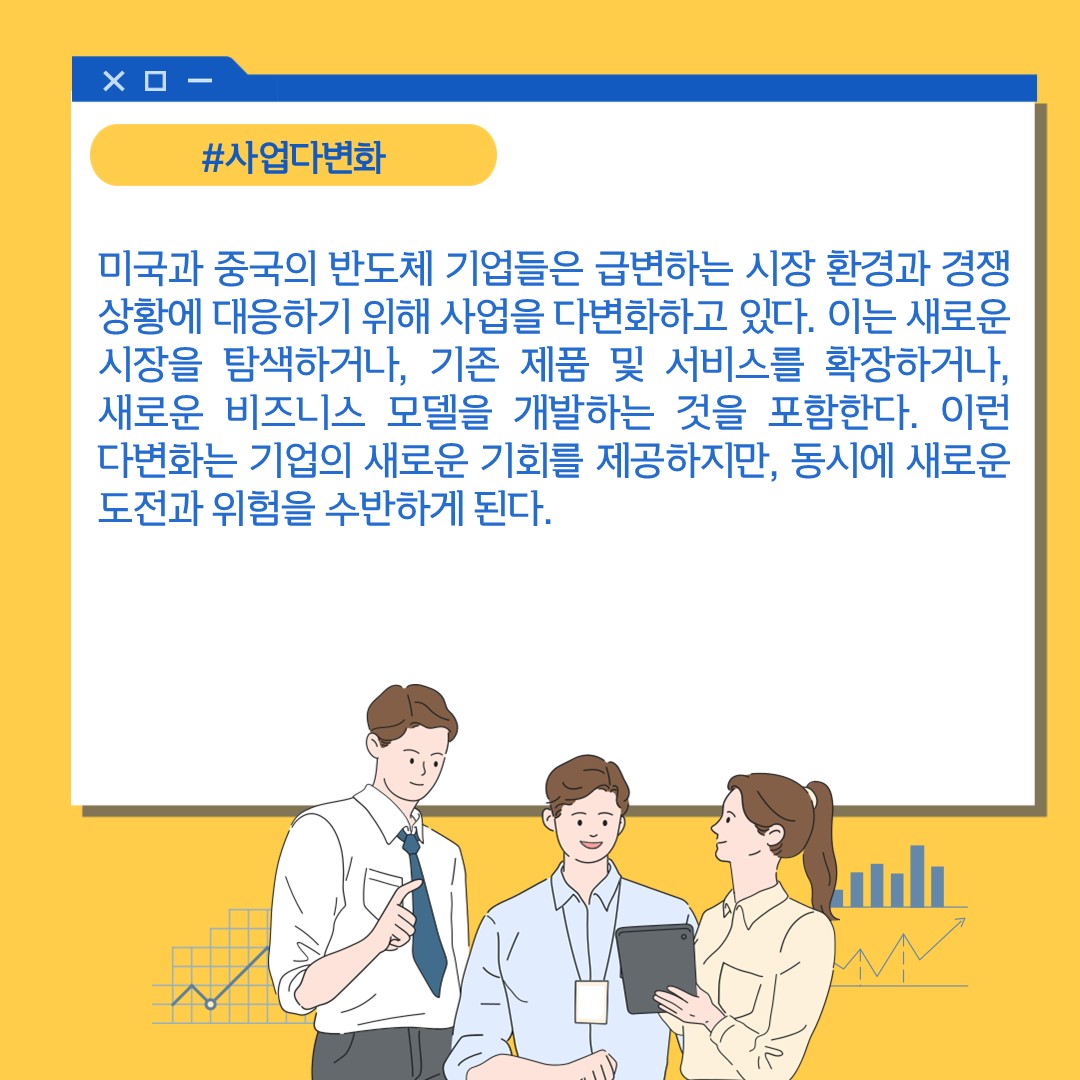 #사업다변화
미국과 중국의 반도체 기업들은 급변하는 시장 환경과 경쟁
상황에 대응하기 위해 사업을 다변화하고 있다. 이는 새로운
시장을 탐색하거나, 기존 제품 및 서비스를 확장하거나,
새로운 비즈니스 모델을 개발하는 것을 포함한다. 이런
다변화는 기업의 새로운 기회를 제공하지만, 동시에 새로운
도전과 위험을 수반하게 된다.